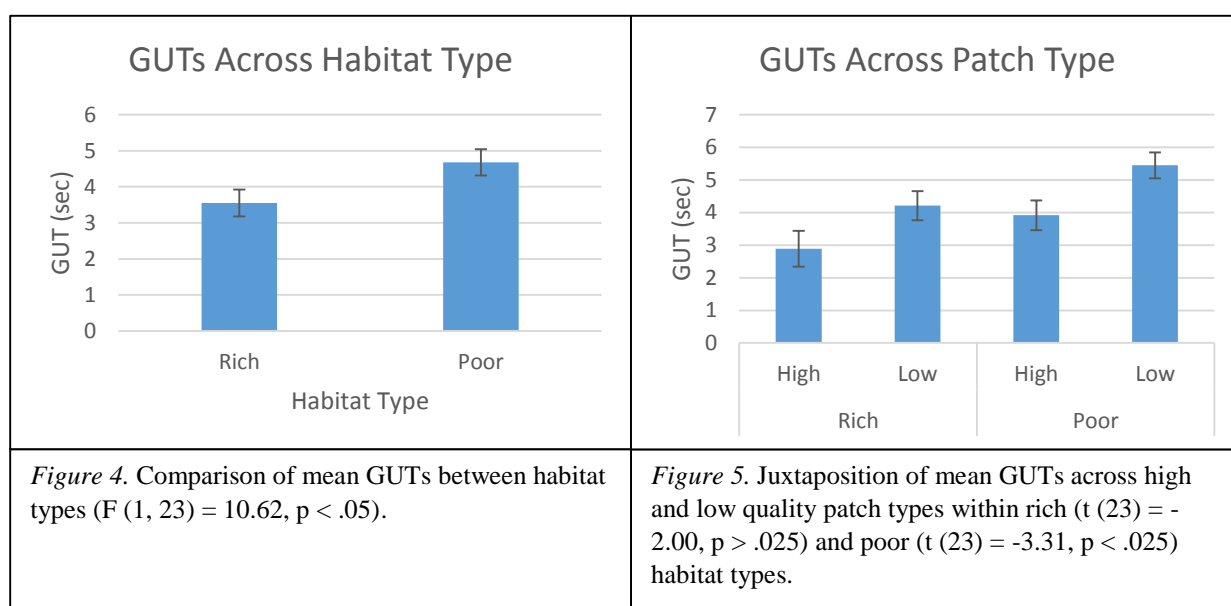 GUTs Across Habitat Type
6
5
4
3
2
1
0
GUT (sec)
Rich
Poor
Habitat Type
GUTs Across Patch Type
7
6
5
4
3
2
1
0
GUT (sec)
High
Low
High
Low
Rich
Poor
Figure 4. Comparison of mean GUTs between habitat
types (F (1, 23) = 10.62, p < .05).
Figure 5. Juxtaposition of mean GUTs across high
and low quality patch types within rich (t (23) = -
2.00, p > .025) and poor (t (23) = -3.31, p < .025)
habitat types.